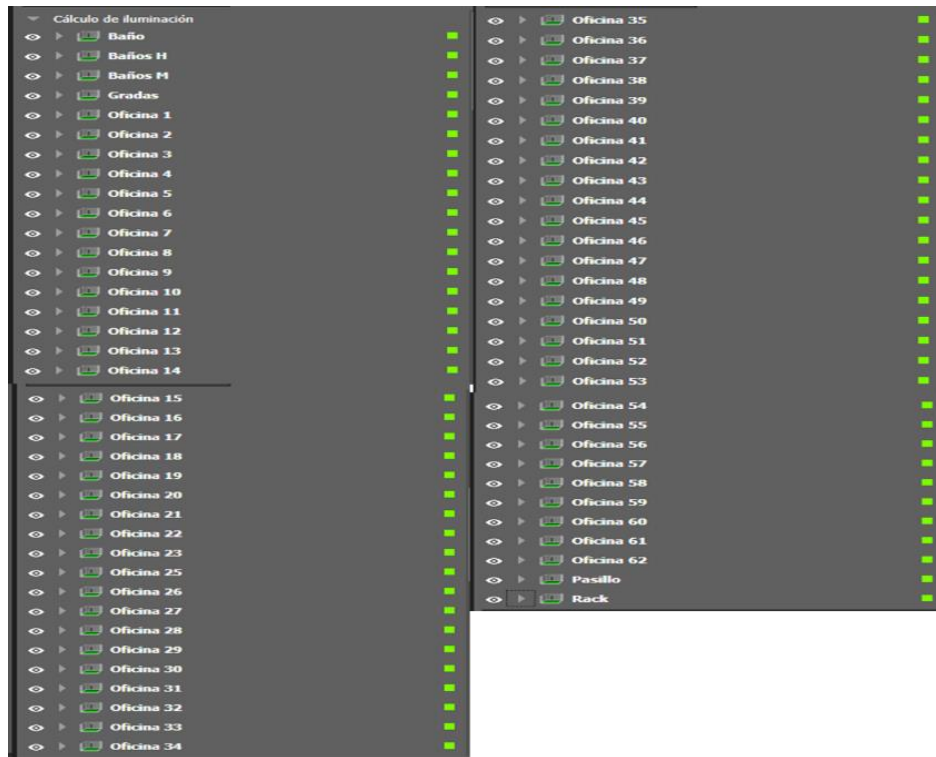 Cálculo de iluminación
Baño
Baños H
Baños M
Gradas
Oficina 1
Oficina 2
Oficina 3
Oficina 4
Oficina 5
Oficina 6
Oficina 7
Oficina 8
Oficina 9
Oficina 10
Oficina 11
Oficina 12
Oficina 13
Oficina 14
Oficina 15
Oficina 16
Oficina 17
Oficina 18
Oficina 19
Oficina 20
Oficina 21
Oficina 22
Oficina 23
Oficina 25
Oficina 26
Oficina 27
Oficina 28
Oficina 29
Oficina 30
Oficina 31
Oficina 32
Oficina 33
Oficina 34
Oficina 35
Oficina 36
Oficina 37
Oficina 38
Oficina 39
Oficina 40
Oficina 41
Oficina 42
Oficina 43
Oficina 44
Oficina 45
Oficina 46
Oficina 47
Oficina 48
Oficina 49
Oficina 50
Oficina 51
Oficina 52
Oficina 53
Oficina 54
Oficina 55
Oficina 56
Oficina 57
Oficina 58
Oficina 59
Oficina 60
Oficina 61
Oficina 62
Pasillo
Rack